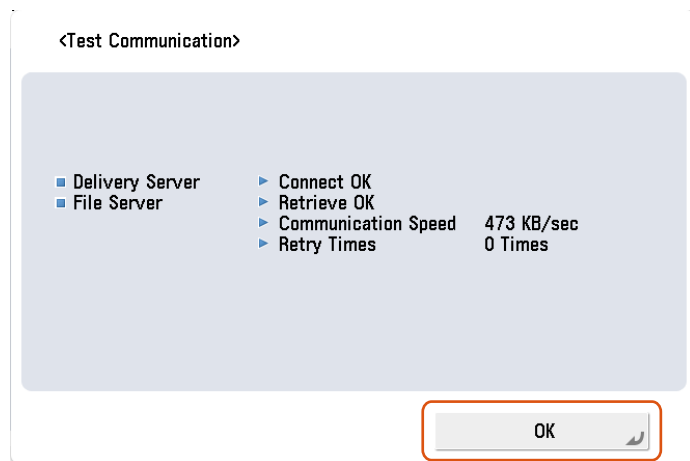 <Test Communication>
Delivery Server Connect OK
File Server Retrieve OK
Communication Speed 473 KB/sec
Retry Times 0 Times
OK